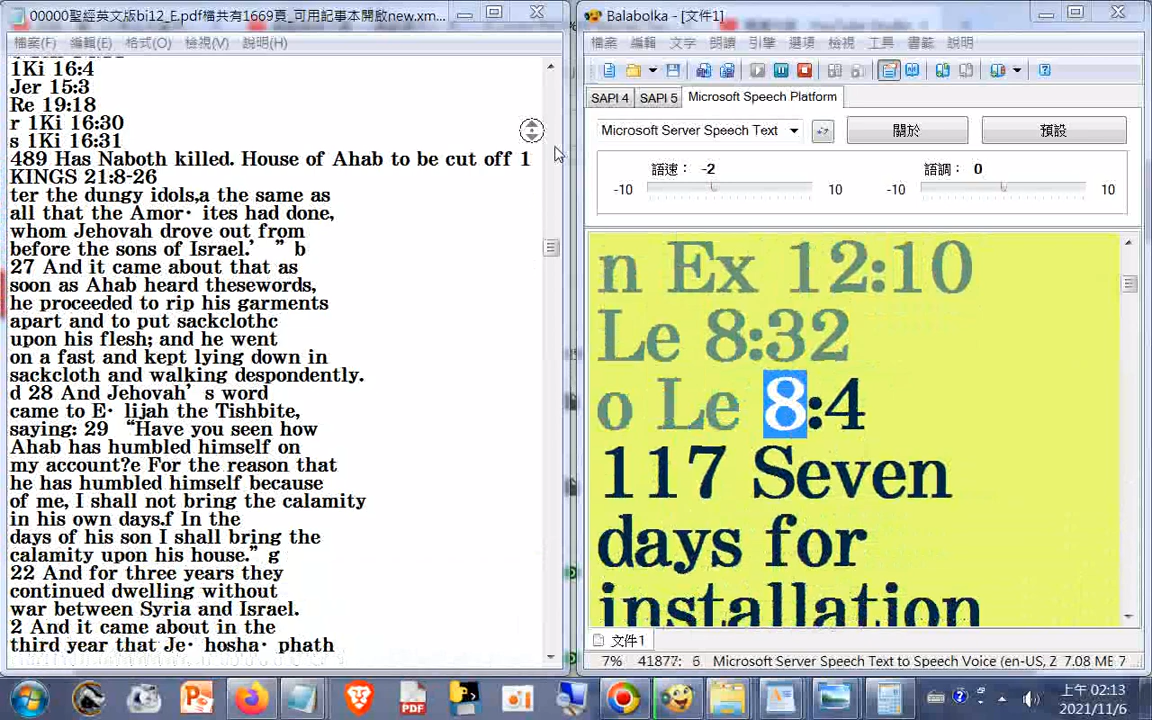 00000聖經英文版bi12_E.pdf檔共有1669頁_可用記事本開啟new.xm...
檔案(F) 編輯(E) 格式(O) 檢視(V) 說明(H)
1Ki 16:4
Jer 15:3
Re 19:18
r 1Ki 16:30
s 1Ki 16:31
489 Has Naboth killed. House of Ahab to be cut off 1
KINGS 21:8-26
ter the dungy idols,a the same as
all that the Amor· ites had done,
whom Jehovah drove out from
before the sons of Israel.’ ” b
27 And it came about that as
soon as Ahab heard thesewords,
he proceeded to rip his garments
apart and to put sackclothc
upon his flesh; and he went
on a fast and kept lying down in
sackcloth and walking despondently.
d 28 And Jehovah’ s word
came to E· lijah the Tishbite,
saying: 29 “Have you seen how
Ahab has humbled himself on
my account?e For the reason that
he has humbled himself because
of me, I shall not bring the calamity
in his own days.f In the
days of his son I shall bring the
calamity upon his house.” g
22 And for three years they
continued dwelling without
war between Syria and Israel.
2 And it came about in the
third year that Je· hosha· phath
Balabolka - [文件1]
檔案 編輯 文字 朗讀 引擎 選項 檢視 工具 書籤 說明
SAPI 4 SAPI 5 Microsoft Speech Platform
Microsoft Server Speech Text 關於 預設
語速： -2 語調： 0
-10 10 -10 10
n Ex 12:10
Le 8:32
o Le 8:4
117 Seven
days for
installation
文件1
7% 41877: 6 Microsoft Server Speech Text to Speech Voice (en-US, Z 7.08 MB 7
上午 02:13
2021/11/6